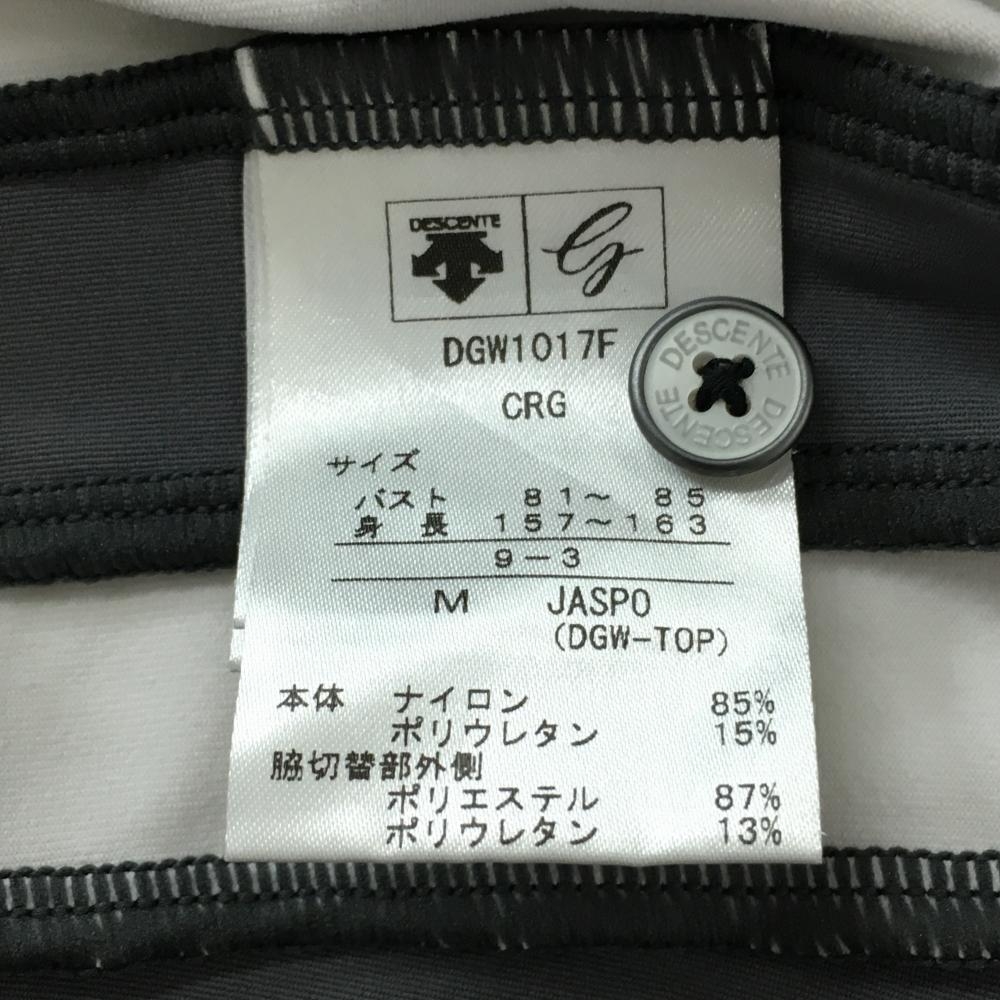 DESCENTE
G
DGW1017F
CRG
DESCENTE DESCENTE
サイズ
バスト 81～ 85
身長 157～163
9－3
M JASPO
(DGW-TOP)
本体 ナイロン 85%
ポリウレタン 15%
脇切替部外側
ポリエステル 87%
ポリウレタン 13%